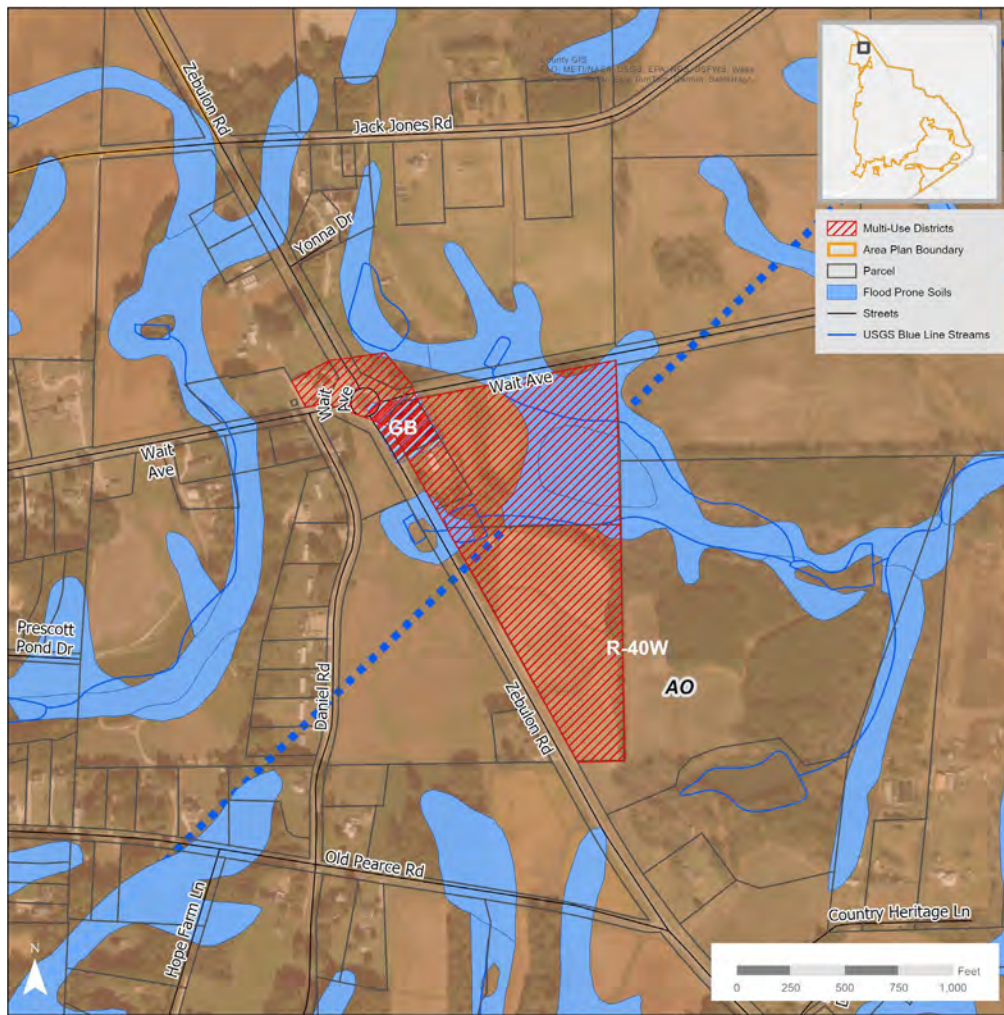 County GIS
Zebulon Rd
Jack Jones Rd
Yonna Dr
Multi-Use Districts
Area Plan Boundary
Parcel
Flood Prone Soils
Streets
USGS Blue Line Streams
Wait Ave
Wait
Ave
GB
Wait
Ave
Prescott
Pond Dr
Daniel Rd
R-40W
AO
Zebulon Rd
Old Pearce Rd
Hope Farm Ln
Country Heritage Ln
N
Feet
0 250 500 750 1,000